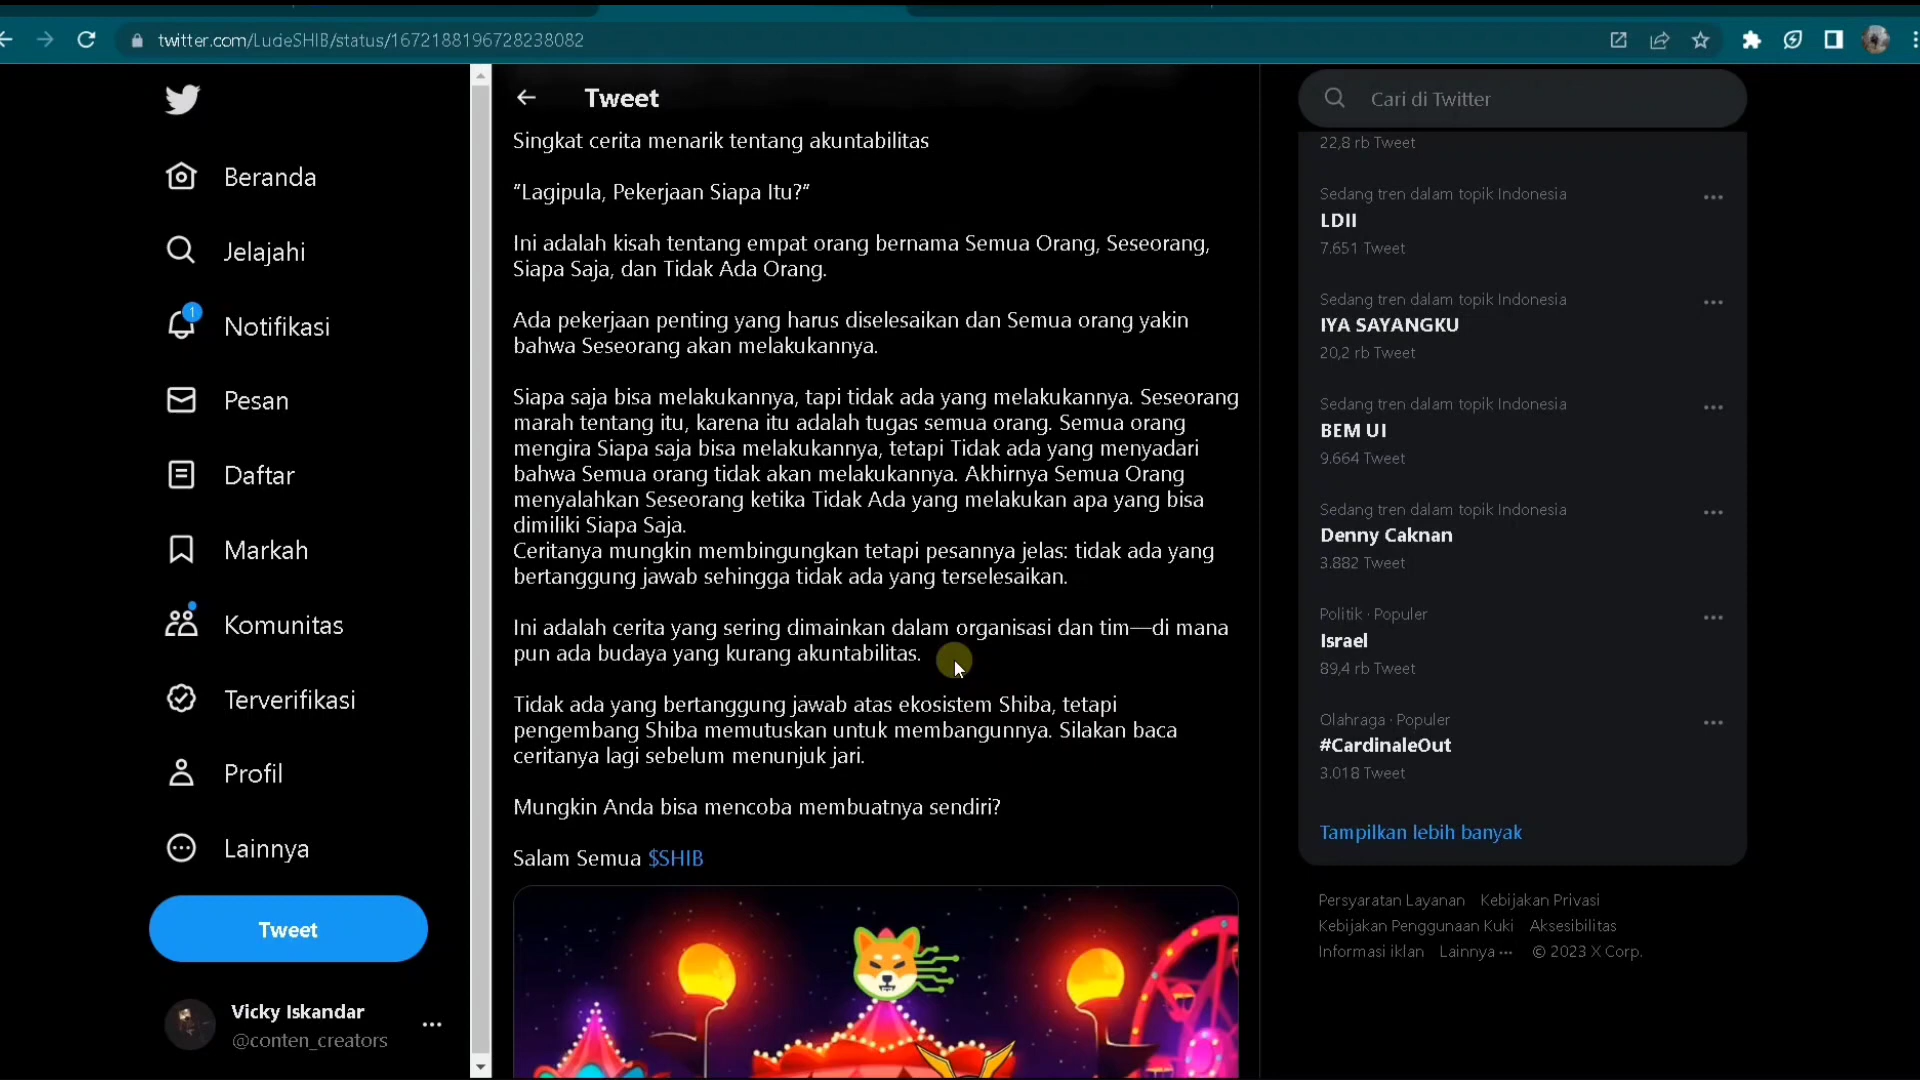 twitter.com/LucieSHIB/status/1672188196728238082
Beranda
Jelajahi
1
Notifikasi
Pesan
Daftar
Markah
Komunitas
Terverifikasi
Profil
Lainnya
Tweet
Vicky Iskandar
@conten_creators
Tweet
Singkat cerita menarik tentang akuntabilitas
"Lagipula, Pekerjaan Siapa Itu?"
Ini adalah kisah tentang empat orang bernama Semua Orang, Seseorang,
Siapa Saja, dan Tidak Ada Orang.
Ada pekerjaan penting yang harus diselesaikan dan Semua orang yakin
bahwa Seseorang akan melakukannya.
Siapa saja bisa melakukannya, tapi tidak ada yang melakukannya. Seseorang
marah tentang itu, karena itu adalah tugas semua orang. Semua orang
mengira Siapa saja bisa melakukannya, tetapi Tidak ada yang menyadari
bahwa Semua orang tidak akan melakukannya. Akhirnya Semua Orang
menyalahkan Seseorang ketika Tidak Ada yang melakukan apa yang bisa
dimiliki Siapa Saja.
Ceritanya mungkin membingungkan tetapi pesannya jelas: tidak ada yang
bertanggung jawab sehingga tidak ada yang terselesaikan.
Ini adalah cerita yang sering dimainkan dalam organisasi dan tim—di mana
pun ada budaya yang kurang akuntabilitas.
Tidak ada yang bertanggung jawab atas ekosistem Shiba, tetapi
pengembang Shiba memutuskan untuk membangunnya. Silakan baca
ceritanya lagi sebelum menunjuk jari.
Mungkin Anda bisa mencoba membuatnya sendiri?
Salam Semua $SHIB
Cari di Twitter
22,8 rb Tweet
Sedang tren dalam topik Indonesia
LDII
7.651 Tweet
Sedang tren dalam topik Indonesia
IYA SAYANGKU
20,2 rb Tweet
Sedang tren dalam topik Indonesia
BEM UI
9.664 Tweet
Sedang tren dalam topik Indonesia
Denny Caknan
3.882 Tweet
Politik · Populer
Israel
89,4 rb Tweet
Olahraga · Populer
#CardinaleOut
3.018 Tweet
Tampilkan lebih banyak
Persyaratan Layanan Kebijakan Privasi
Kebijakan Penggunaan Kuki Aksesibilitas
Informasi iklan Lainnya ··· © 2023 X Corp.